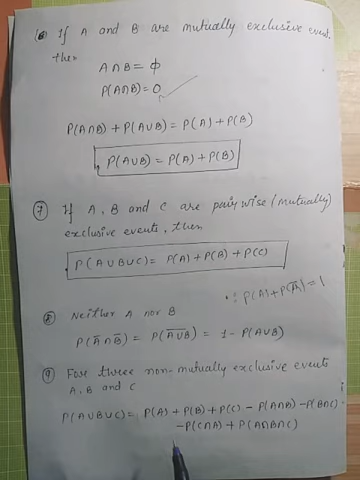 ⑥ If A and B are mutually exclusive event.
then
A∩B = ϕ
P(A∩B) = 0
P(A∩B) + P(A∪B) = P(A) + P(B)
P(A∪B) = P(A) + P(B)
⑦ If A, B and C are pairwise (mutually)
exclusive events, then
P(A∪B∪C) = P(A) + P(B) + P(C)
∵ P(A) + P(A̅) = 1
⑧ Neither A nor B
P(A̅∩B̅) = P(A̅∪̅B̅) = 1 - P(A∪B)
⑨ For three non-mutually exclusive events
A, B and C
P(A∪B∪C) = P(A) + P(B) + P(C) - P(A∩B) - P(B∩C)
-P(C∩A) + P(A∩B∩C)